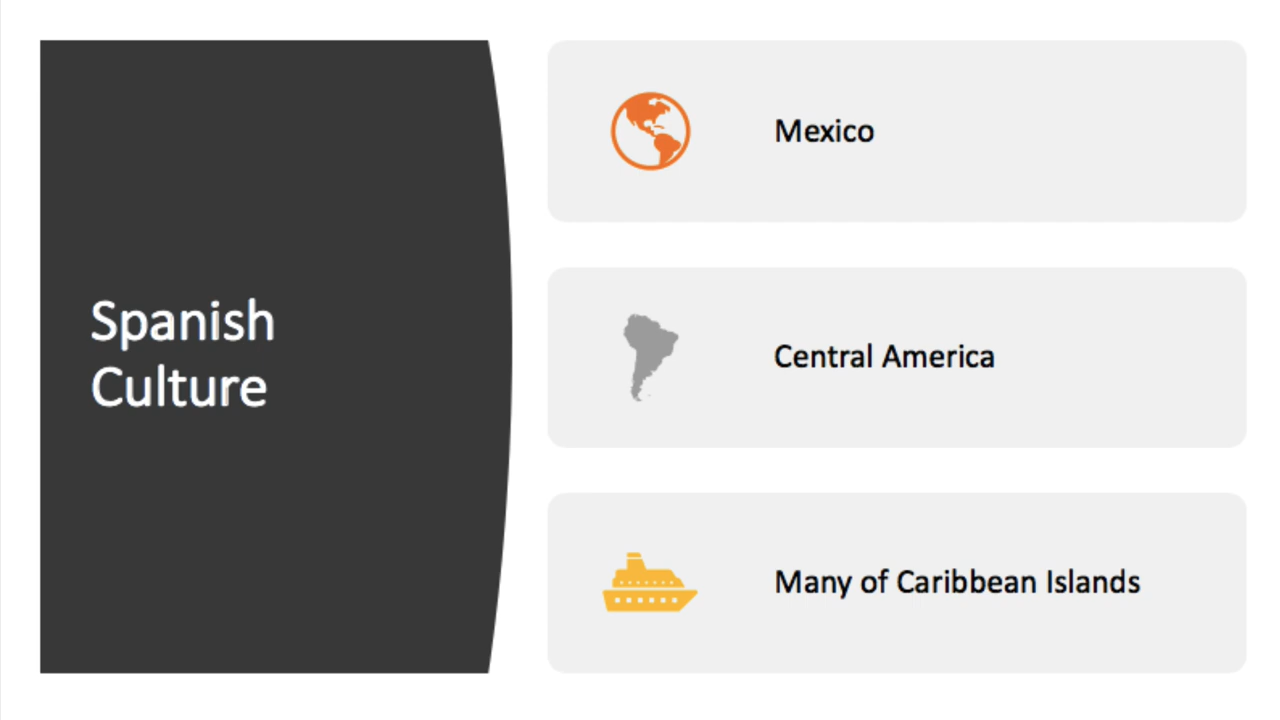 Spanish
Culture
Mexico
Central America
Many of Caribbean Islands